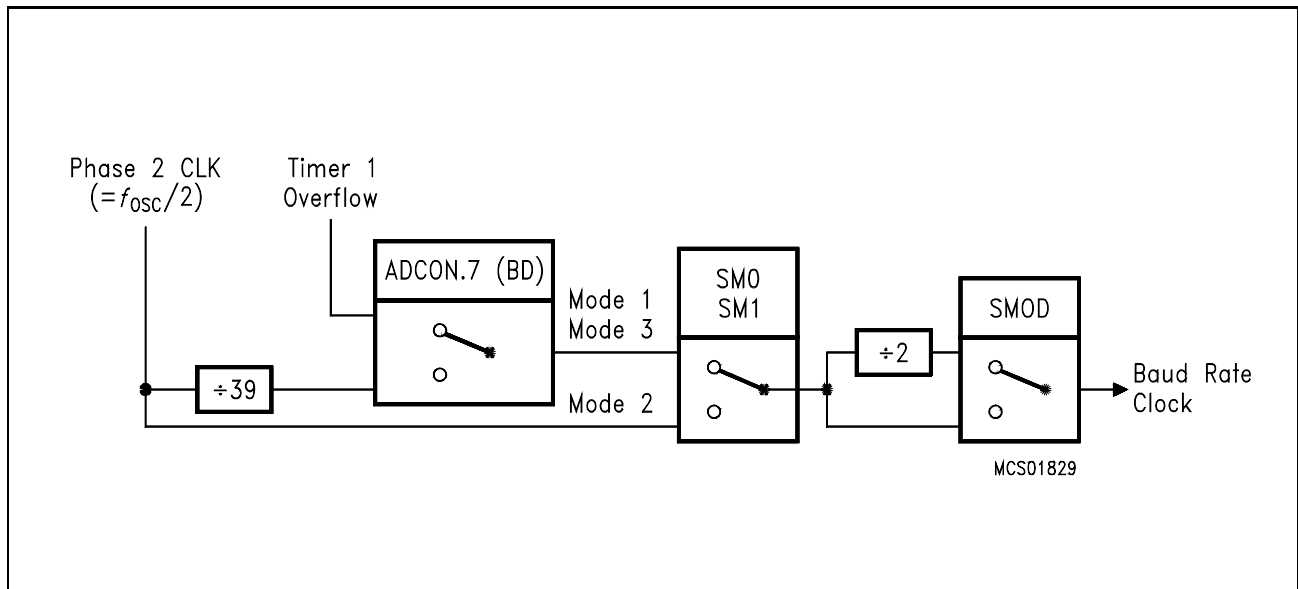 Phase 2 CLK
(=fOSC/2)
Timer 1
Overflow
ADCON.7 (BD)
Mode 1
Mode 3
SM0
SM1
SMOD
÷2
÷39
Mode 2
Baud Rate
Clock
MCS01829